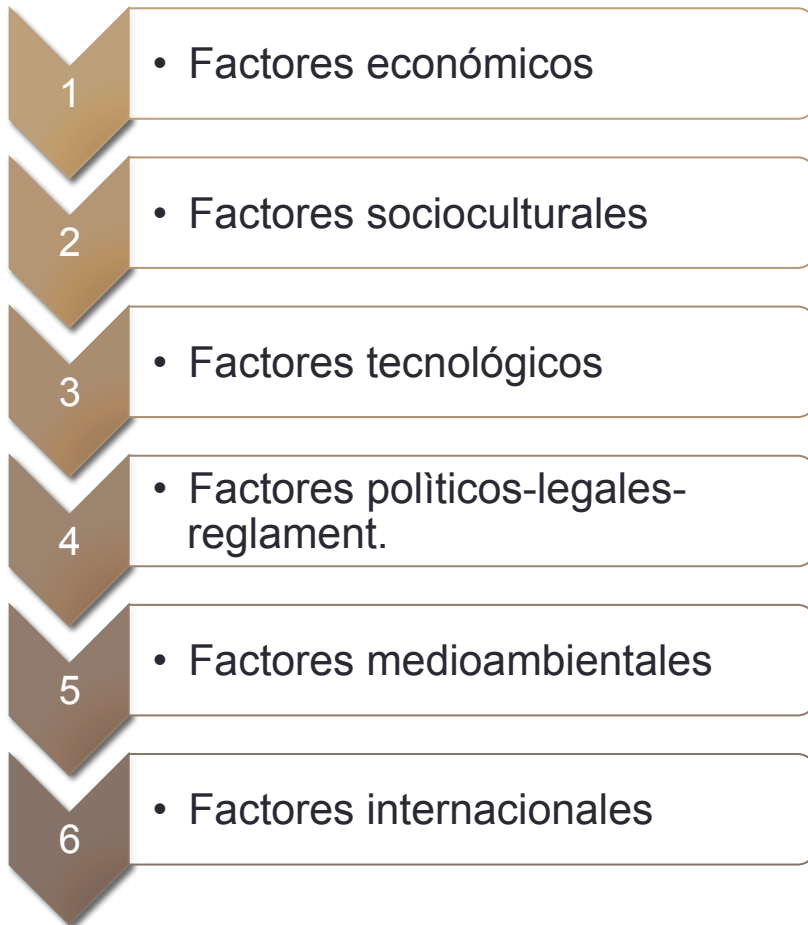 1
• Factores económicos
2
• Factores socioculturales
3
• Factores tecnológicos
4
• Factores polìticos-legales-
reglament.
5
• Factores medioambientales
6
• Factores internacionales